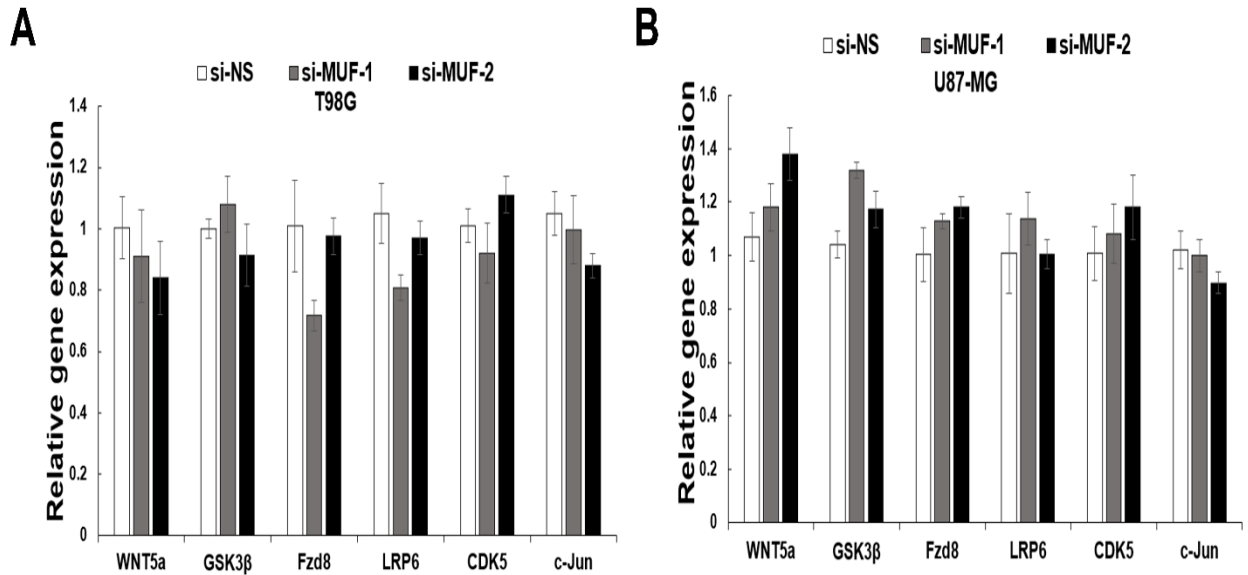 A
si-NS si-MUF-1 si-MUF-2
T98G
Relative gene expression
1.4
1.2
1
0.8
0.6
0.4
0.2
0
WNT5a GSK3β Fzd8 LRP6 CDK5 c-Jun
B
si-NS si-MUF-1 si-MUF-2
U87-MG
Relative gene expression
1.6
1.4
1.2
1
0.8
0.6
0.4
0.2
0
WNT5a GSK3β Fzd8 LRP6 CDK5 c-Jun